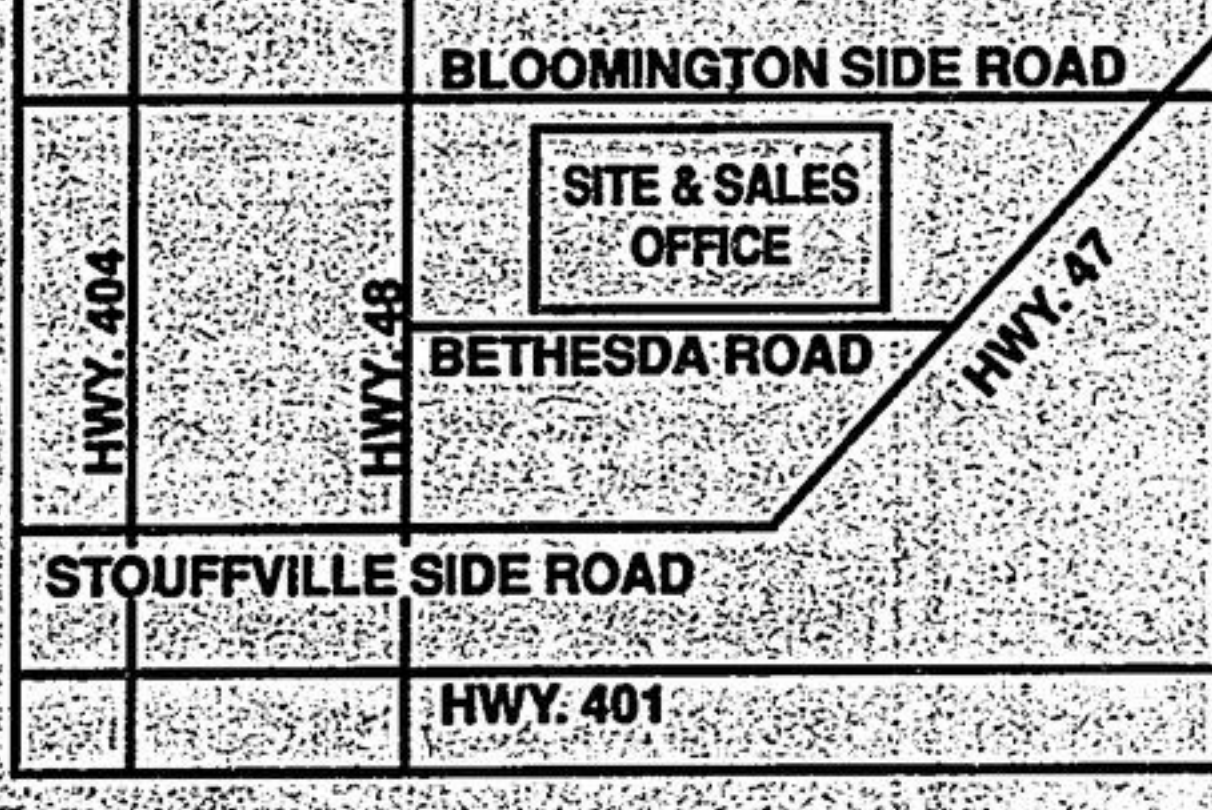 BLOOMINGTON SIDE ROAD
SITE & SALES
OFFICE
HWY. 404
HWY. 48
HWY. 47
BETHESDA ROAD
STOUFFVILLE SIDE ROAD
HWY. 401